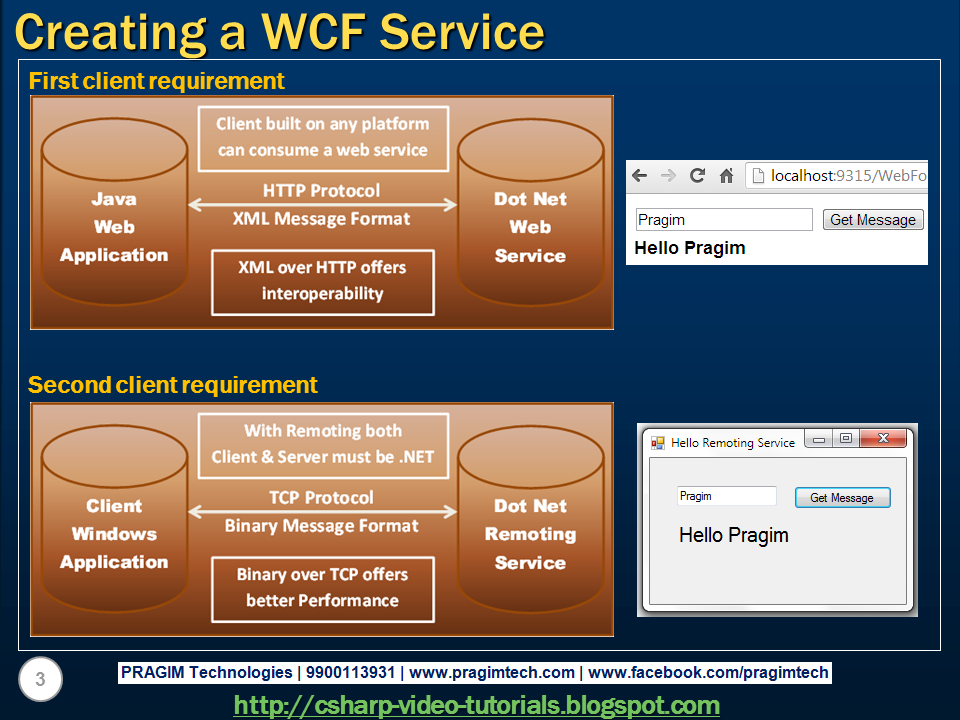 Creating a WCF Service
First client requirement
Client built on any platform
can consume a web service
Java
Web
Application
HTTP Protocol
XML Message Format
Dot Net
Web
Service
XML over HTTP offers
interoperability
localhost:9315/WebFo
Pragim
Get Message
Hello Pragim
Second client requirement
With Remoting both
Client & Server must be .NET
Client
Windows
Application
TCP Protocol
Binary Message Format
Dot Net
Remoting
Service
Binary over TCP offers
better Performance
Hello Remoting Service
Pragim
Get Message
Hello Pragim
3
PRAGIM Technologies | 9900113931 | www.pragimtech.com | www.facebook.com/pragimtech
http://csharp-video-tutorials.blogspot.com